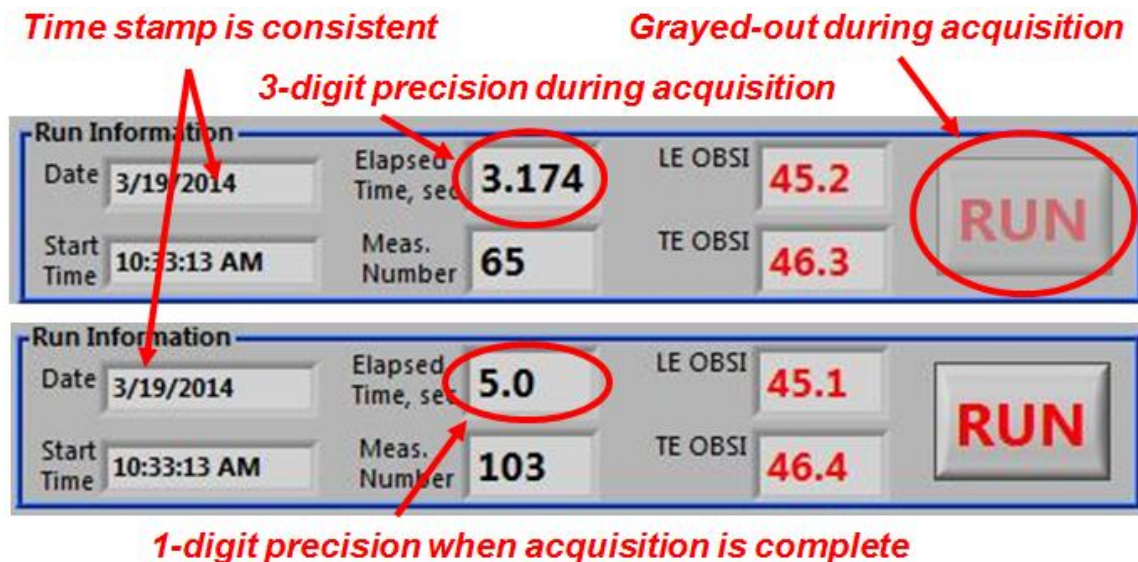 Time stamp is consistent
Grayed-out during acquisition
3-digit precision during acquisition
Run Information
Date 3/19/2014
Elapsed
Time, sec 3.174
LE OBSI 45.2
RUN
Start
Time 10:33:13 AM
Meas.
Number 65
TE OBSI 46.3
Run Information
Date 3/19/2014
Elapsed
Time, sec 5.0
LE OBSI 45.1
RUN
Start
Time 10:33:13 AM
Meas.
Number 103
TE OBSI 46.4
1-digit precision when acquisition is complete